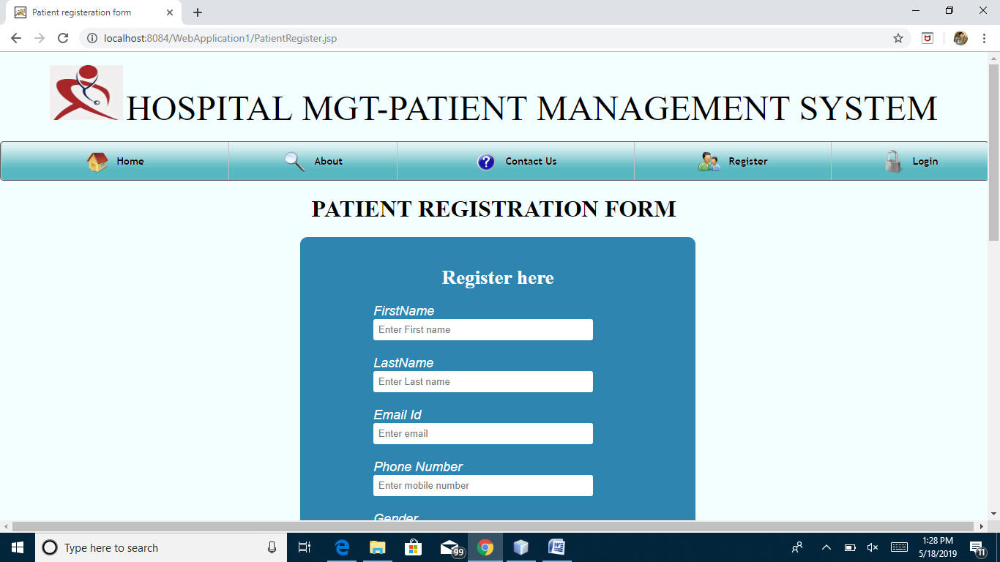 Patient registeration form
localhost:8084/WebApplication1/PatientRegister.jsp
HOSPITAL MGT-PATIENT MANAGEMENT SYSTEM
Home About Contact Us Register Login
PATIENT REGISTRATION FORM
Register here
FirstName
Enter First name
LastName
Enter Last name
Email Id
Enter email
Phone Number
Enter mobile number
Gender
Type here to search
99
1:28 PM
5/18/2019
11